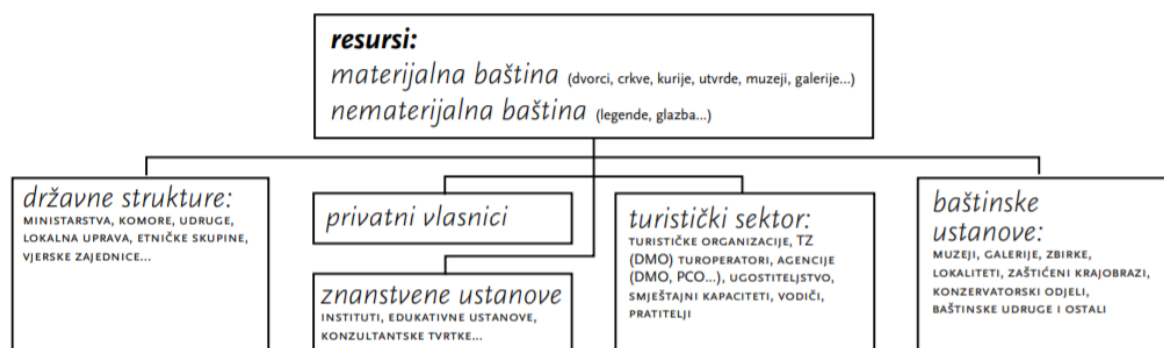 resursi:
materijalna baština (dvorci, crkve, kurije, utvrde, muzeji, galerije...)
nematerijalna baština (legende, glazba...)
državne strukture:
MINISTARSTVA, KOMORE, UDRUGE,
LOKALNA UPRAVA, ETNIČKE SKUPINE,
VJERSKE ZAJEDNICE...
privatni vlasnici
znanstvene ustanove
INSTITUTI, EDUKATIVNE USTANOVE,
KONZULTANTSKE TVRTKE...
turistički sektor:
TURISTIČKE ORGANIZACIJE, TZ
(DMO) TUROPERATORI, AGENCIJE
(DMO, PCO...), UGOSTITELJSTVO,
SMJEŠTAJNI KAPACITETI, VODIČI,
PRATITELJI
baštinske
ustanove:
MUZEJI, GALERIJE, ZBIRKE,
LOKALITETI, ZAŠTIĆENI KRAJOBRAZI,
KONZERVATORSKI ODJELI,
BAŠTINSKE UDRUGE I OSTALI